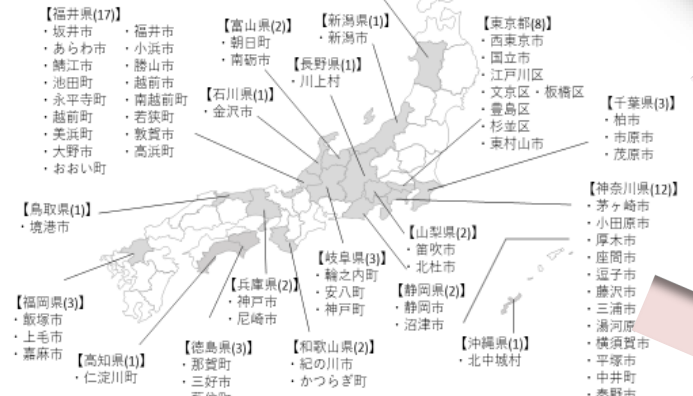 【福井県(17)】
・坂井市 ・福井市
・あわら市 ・小浜市
・鯖江市 ・勝山市
・池田町 ・越前市
・永平寺町 ・南越前町
・越前町 ・若狭町
・美浜町 ・敦賀市
・大野市 ・高浜町
・おおい町
【富山県(2)】
・朝日町
・南砺市
【石川県(1)】
・金沢市
【新潟県(1)】
・新潟市
【長野県(1)】
・川上村
【東京都(8)】
・西東京市
・国立市
・江戸川区
・文京区・板橋区
・豊島区
・杉並区
・東村山市
【千葉県(3)】
・柏市
・市原市
・茂原市
【神奈川県(12)】
・茅ヶ崎市
・小田原市
・厚木市
・座間市
・逗子市
・藤沢市
・三浦市
・湯河原
・横須賀市
・平塚市
・中井町
・秦野市
【鳥取県(1)】
・境港市
【福岡県(3)】
・飯塚市
・上毛市
・嘉麻市
【高知県(1)】
・仁淀川町
【兵庫県(2)】
・神戸市
・尼崎市
【徳島県(3)】
・那賀町
・三好市
【和歌山県(2)】
・紀の川市
・かつらぎ町
【岐阜県(3)】
・輪之内町
・安八町
・神戸町
【山梨県(2)】
・笛吹市
・北杜市
【静岡県(2)】
・静岡市
・沼津市
【沖縄県(1)】
・北中城村